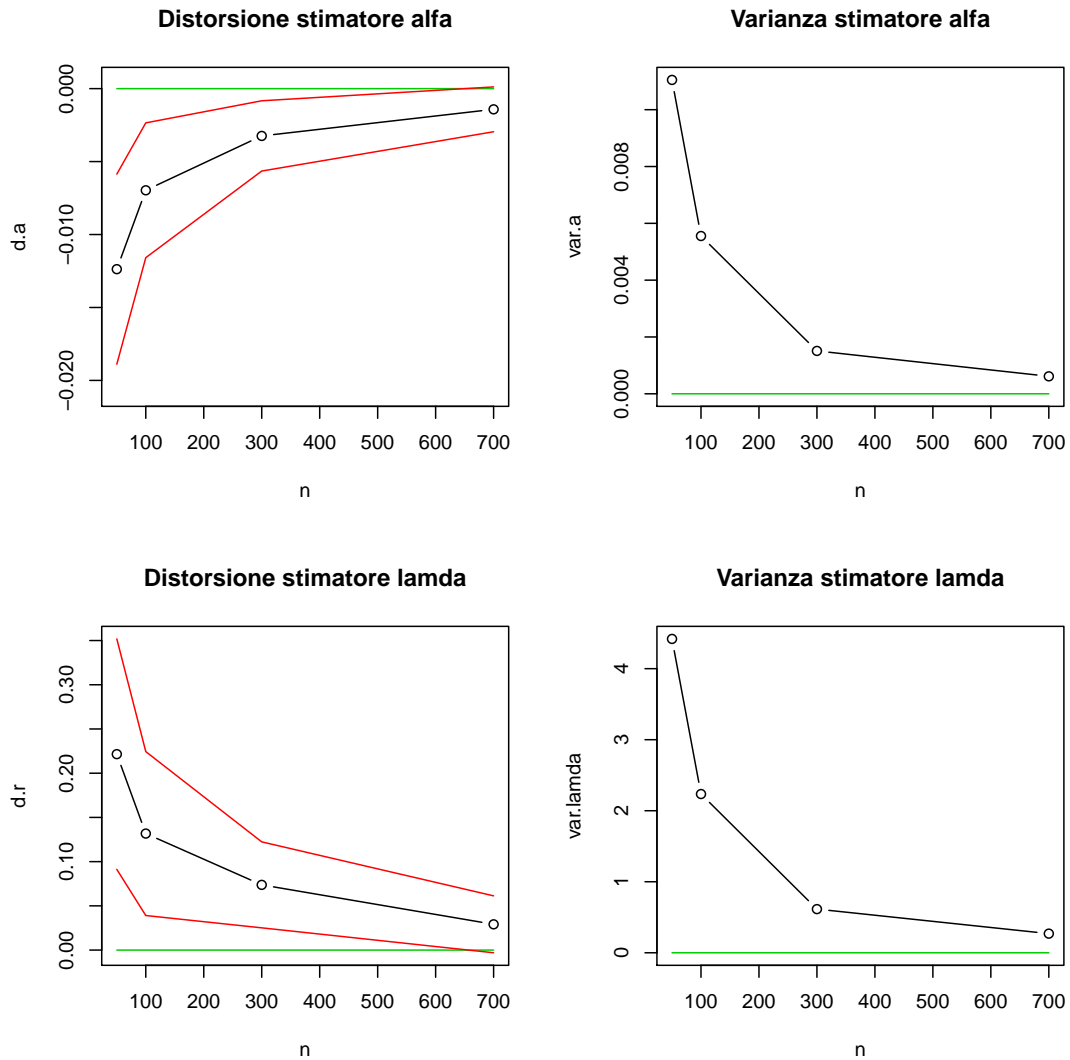 Distorsione stimatore alfa
d.a
0.000
−0.010
−0.020
100 200 300 400 500 600 700
n
Varianza stimatore alfa
var.a
0.008
0.004
0.000
100 200 300 400 500 600 700
n
Distorsione stimatore lamda
d.r
0.30
0.20
0.10
0.00
100 200 300 400 500 600 700
n
Varianza stimatore lamda
var.lamda
4
3
2
1
0
100 200 300 400 500 600 700
n